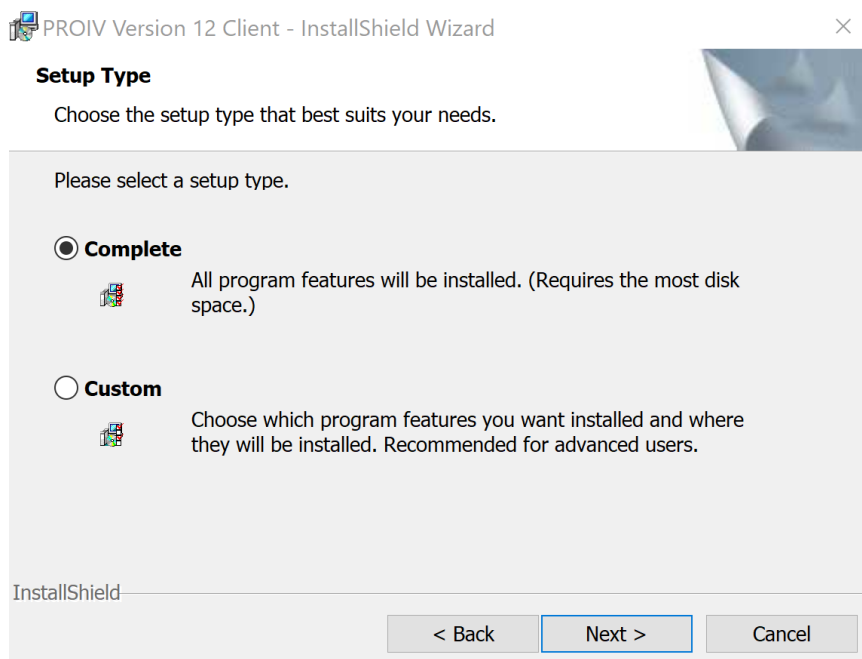 PROIV Version 12 Client - InstallShield Wizard
Setup Type
Choose the setup type that best suits your needs.
Please select a setup type.
Complete
All program features will be installed. (Requires the most disk
space.)
Custom
Choose which program features you want installed and where
they will be installed. Recommended for advanced users.
InstallShield
< Back
Next >
Cancel